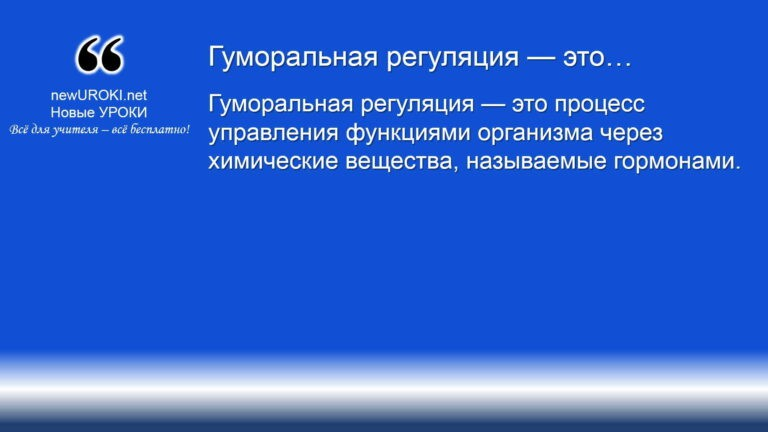 newUROKI.net
Новые УРОКИ
Всё для учителя – всё бесплатно!
Гуморальная регуляция — это…
Гуморальная регуляция — это процесс
управления функциями организма через
химические вещества, называемые гормонами.